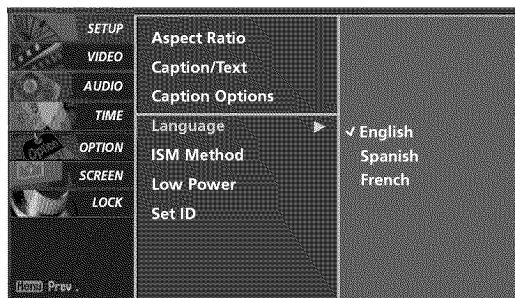 SETUP
VIDEO
AUDIO
TIME
OPTION
SCREEN
LOCK
Menu Prev.
Aspect Ratio
Caption/Text
Caption Options
Language
ISM Method
Low Power
Set ID
English
Spanish
French